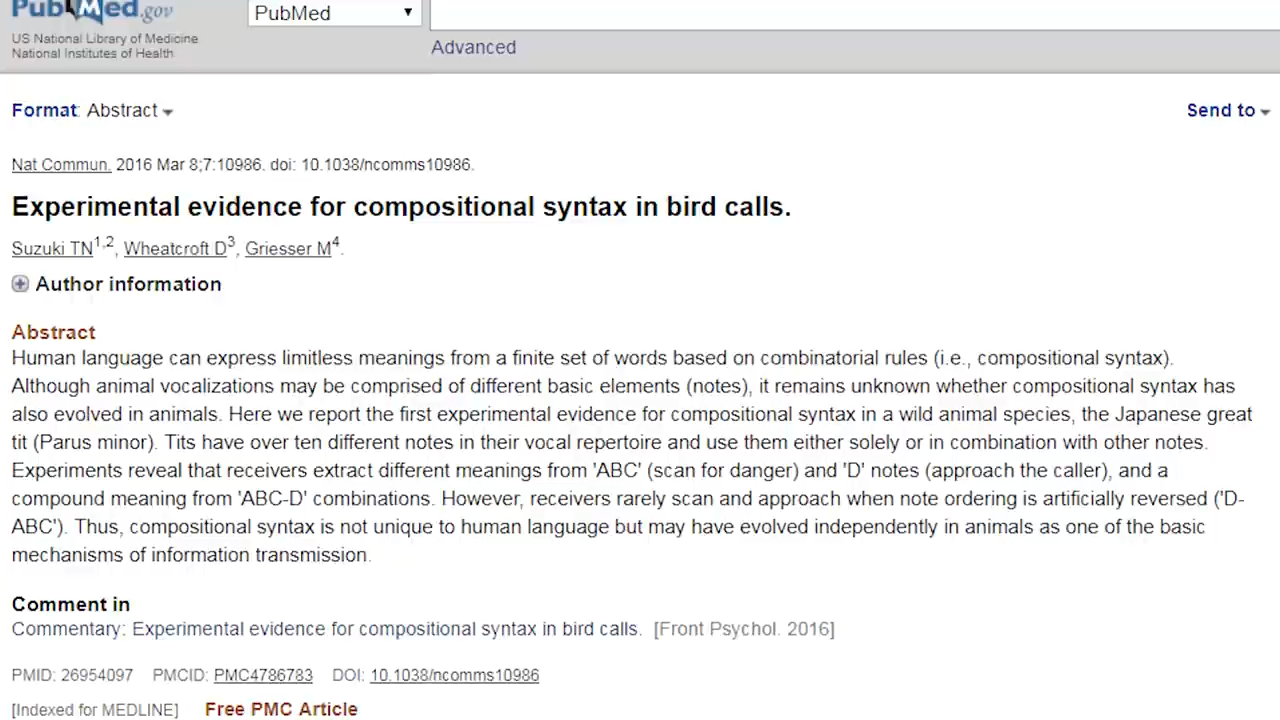 PubMed.gov
US National Library of Medicine
National Institutes of Health
PubMed
Advanced
Format: Abstract
Send to
Nat Commun. 2016 Mar 8;7:10986. doi: 10.1038/ncomms10986.
Experimental evidence for compositional syntax in bird calls.
Suzuki TN1,2, Wheatcroft D3, Griesser M4.
Author information
Abstract
Human language can express limitless meanings from a finite set of words based on combinatorial rules (i.e., compositional syntax).
Although animal vocalizations may be comprised of different basic elements (notes), it remains unknown whether compositional syntax has
also evolved in animals. Here we report the first experimental evidence for compositional syntax in a wild animal species, the Japanese great
tit (Parus minor). Tits have over ten different notes in their vocal repertoire and use them either solely or in combination with other notes.
Experiments reveal that receivers extract different meanings from 'ABC' (scan for danger) and 'D' notes (approach the caller), and a
compound meaning from 'ABC-D' combinations. However, receivers rarely scan and approach when note ordering is artificially reversed ('D-
ABC'). Thus, compositional syntax is not unique to human language but may have evolved independently in animals as one of the basic
mechanisms of information transmission.
Comment in
Commentary: Experimental evidence for compositional syntax in bird calls. [Front Psychol. 2016]
PMID: 26954097 PMCID: PMC4786783 DOI: 10.1038/ncomms10986
[Indexed for MEDLINE] Free PMC Article